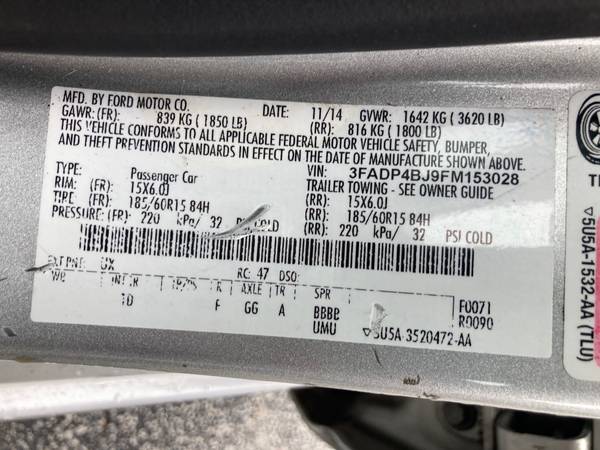 MFD. BY FORD MOTOR CO. DATE: 11/14 GVWR: 1642 KG ( 3620 LB)
GAWR: (FR): 839 KG ( 1850 LB) (RR): 816 KG ( 1800 LB)
THIS VEHICLE CONFORMS TO ALL APPLICABLE FEDERAL MOTOR VEHICLE SAFETY, BUMPER,
AND THEFT PREVENTION STANDARDS IN EFFECT ON THE DATE OF MANUFACTURE SHOWN ABOVE.
VIN: 3FADP4BJ9FM153028
TYPE: Passenger Car TRAILER TOWING - SEE OWNER GUIDE
RIM: (FR): 15X6.0J (RR): 15X6.0J
TIRE (FR): 185/60R15 84H (RR): 185/60R15 84H
PRESSURE: (FR): 220 kPa/ 32 PSI COLD (RR): 220 kPa/ 32 PSI COLD
EXT PNT: UX RC: 47 DSO:
WB INT TR R AXLE TR SPR
1D F GG A BBBB F0071
UMU R0090
5U5A-3520472-AA
5U5A-1532-AA (TLU)